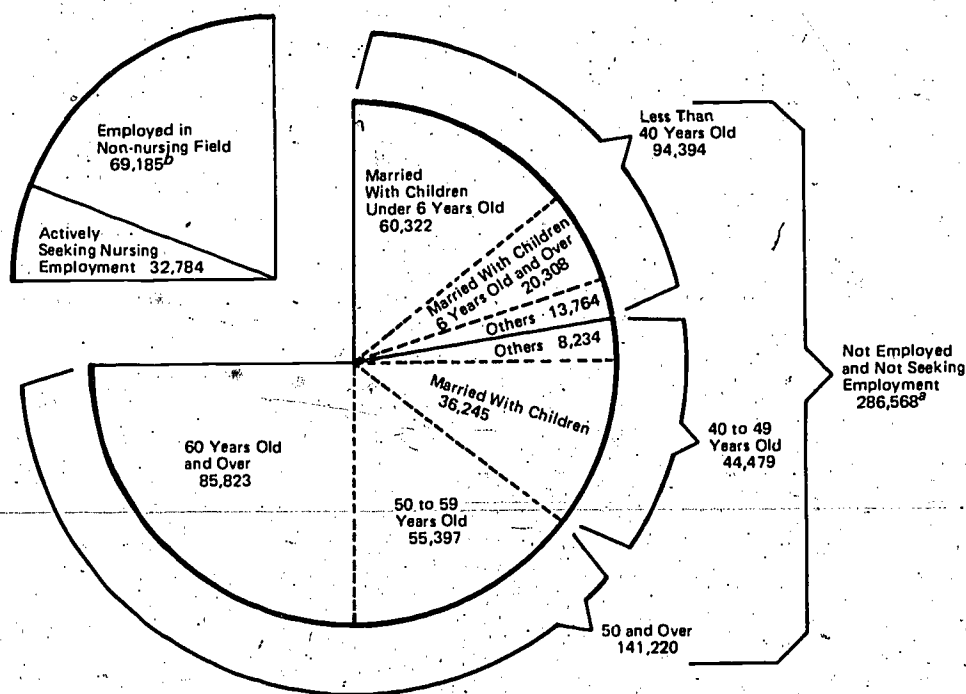 Employed in
Non-nursing Field
69,185b
Actively
Seeking Nursing
Employment 32,784
Married
With Children
Under 6 Years Old
60,322
Married With Children
6 Years Old and Over
20,308
Others 13,764
Others 8,234
Married With Children
36,245
50 to 59
Years Old
55,397
60 Years Old
and Over
85,823
Less Than
40 Years Old
94,394
40 to 49
Years Old
44,479
50 and Over
141,220
Not Employed
and Not Seeking
Employment
286,568a